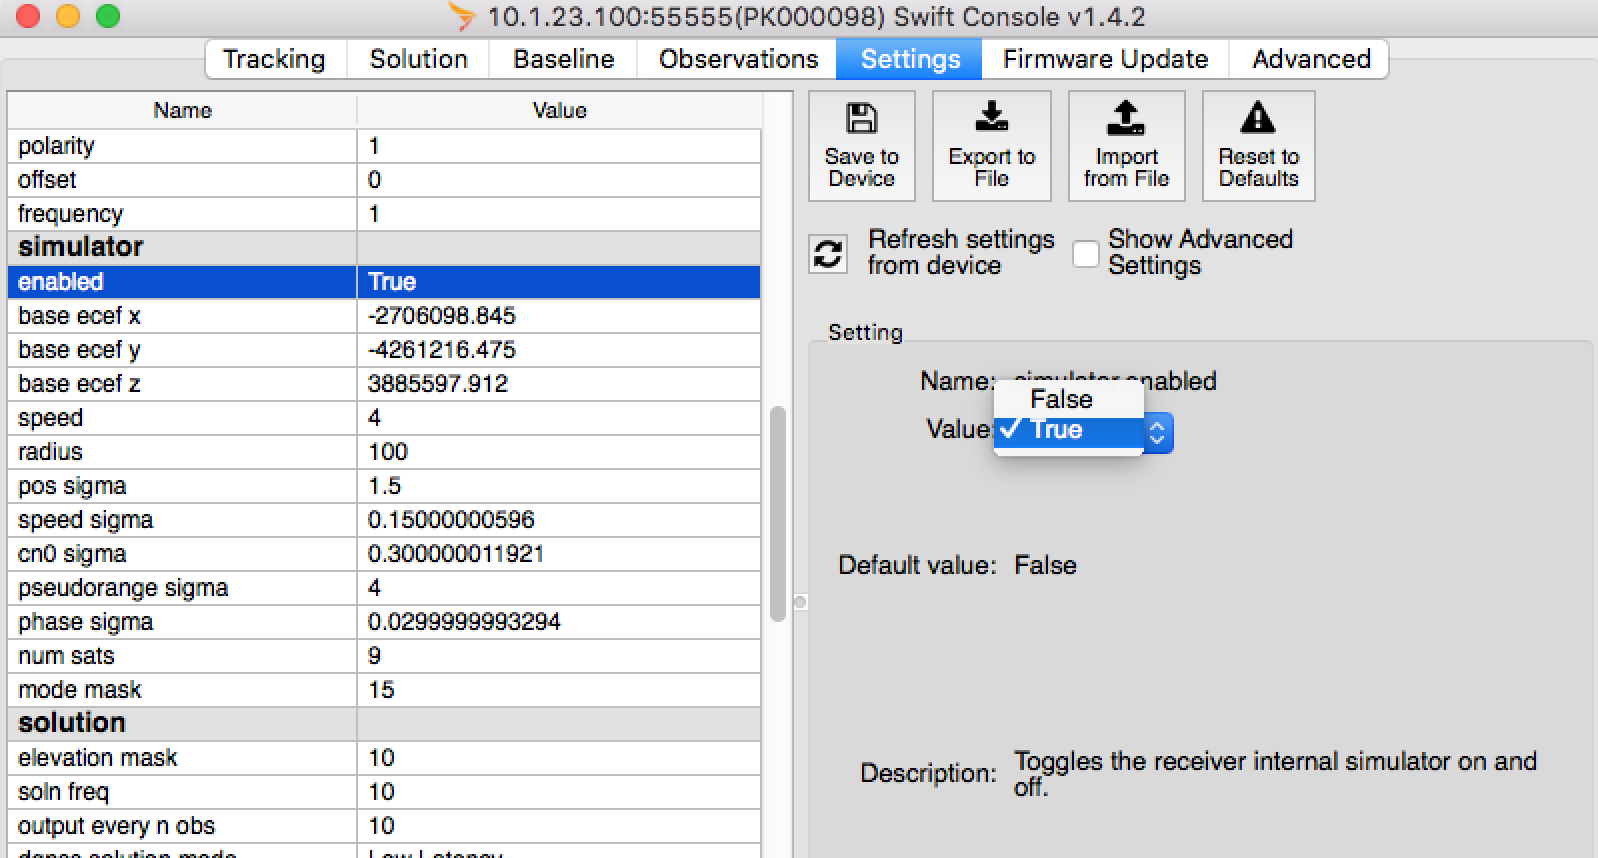 10.1.23.100:55555(PK000098) Swift Console v1.4.2
Tracking Solution Baseline Observations Settings Firmware Update Advanced
Name Value
polarity 1
offset 0
frequency 1
simulator
enabled True
base ecef x -2706098.845
base ecef y -4261216.475
base ecef z 3885597.912
speed 4
radius 100
pos sigma 1.5
speed sigma 0.15000000596
cn0 sigma 0.300000011921
pseudorange sigma 4
phase sigma 0.0299999993294
num sats 9
mode mask 15
solution
elevation mask 10
soln freq 10
output every n obs 10
dgnss solution mode Low Latency
Save to
Device
Export to
File
Import
from File
Reset to
Defaults
Refresh settings
from device
Show Advanced
Settings
Setting
Name: simulator enabled
False
Value: ✓ True
Default value: False
Description: Toggles the receiver internal simulator on and
off.